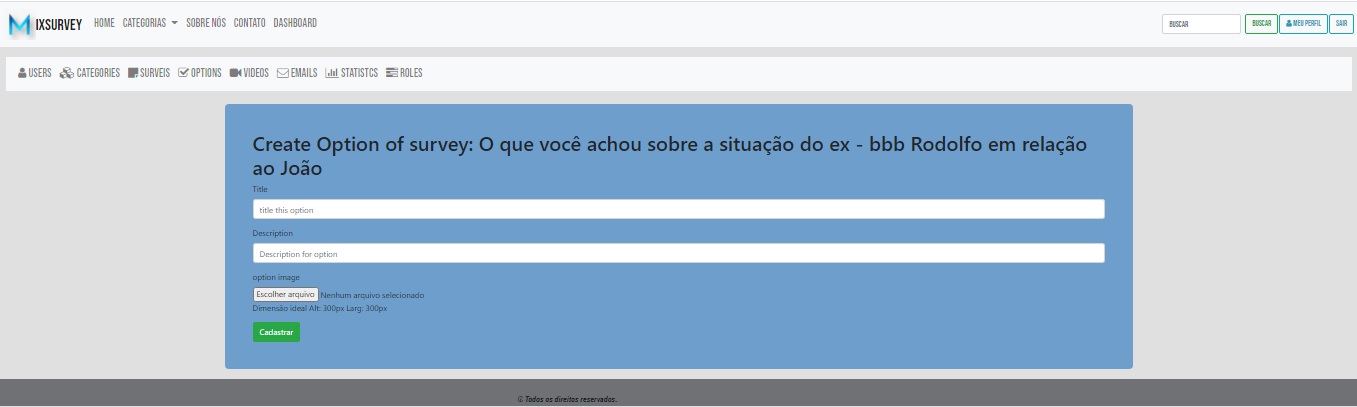 MIXSURVEY HOME CATEGORIAS SOBRE NÓS CONTATO DASHBOARD BUSCAR BUSCAR MEU PERFIL SAIR
USERS CATEGORIES SURVEIS OPTIONS VIDEOS EMAILS STATISTCS ROLES
Create Option of survey: O que você achou sobre a situação do ex - bbb Rodolfo em relação
ao João
Title
title this option
Description
Description for option
option image
Escolher arquivo Nenhum arquivo selecionado
Dimensão ideal Alt: 300px Larg: 300px
Cadastrar
© Todos os direitos reservados.